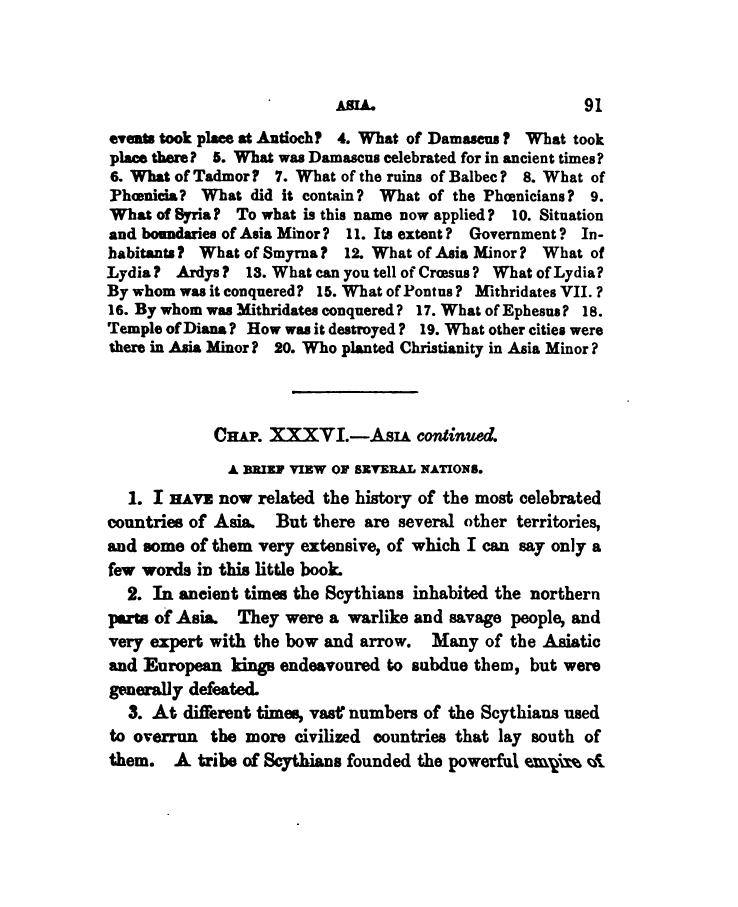 ASIA. 91
events took place at Antioch? 4. What of Damascus? What took
place there? 5. What was Damascus celebrated for in ancient times?
6. What of Tadmor? 7. What of the ruins of Balbec? 8. What of
Phœnicia? What did it contain? What of the Phœnicians? 9.
What of Syria? To what is this name now applied? 10. Situation
and boundaries of Asia Minor? 11. Its extent? Government? In-
habitants? What of Smyrna? 12. What of Asia Minor? What of
Lydia? Ardys? 13. What can you tell of Crœsus? What of Lydia?
By whom was it conquered? 15. What of Pontus? Mithridates VII.?
16. By whom was Mithridates conquered? 17. What of Ephesus? 18.
Temple of Diana? How was it destroyed? 19. What other cities were
there in Asia Minor? 20. Who planted Christianity in Asia Minor?
CHAP. XXXVI.—ASIA continued.
A BRIEF VIEW OF SEVERAL NATIONS.
1. I HAVE now related the history of the most celebrated
countries of Asia. But there are several other territories,
and some of them very extensive, of which I can say only a
few words in this little book.
2. In ancient times the Scythians inhabited the northern
parts of Asia. They were a warlike and savage people, and
very expert with the bow and arrow. Many of the Asiatic
and European kings endeavoured to subdue them, but were
generally defeated.
3. At different times, vast numbers of the Scythians used
to overrun the more civilized countries that lay south of
them. A tribe of Scythians founded the powerful empire of